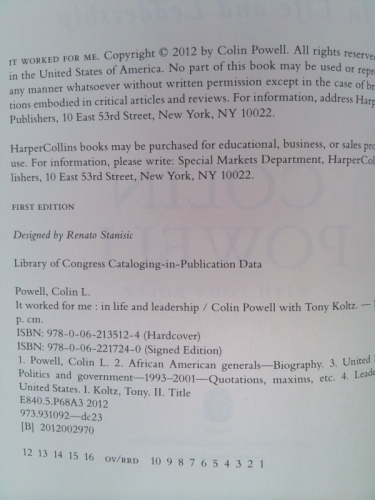 IT WORKED FOR ME. Copyright © 2012 by Colin Powell. All rights
in the United States of America. No part of this book may be used or
any manner whatsoever without written permission except in the case of
tions embodied in critical articles and reviews. For information, address
Publishers, 10 East 53rd Street, New York, NY 10022.
HarperCollins books may be purchased for educational, business, or sales
use. For information, please write: Special Markets Department,
lishers, 10 East 53rd Street, New York, NY 10022.
FIRST EDITION
Designed by Renato Stanisic
Library of Congress Cataloging-in-Publication Data
Powell, Colin L.
It worked for me : in life and leadership / Colin Powell with Tony Koltz. —
p. cm.
ISBN: 978-0-06-213512-4 (Hardcover)
ISBN: 978-0-06-221724-0 (Signed Edition)
1. Powell, Colin L. 2. African American generals—Biography. 3. United
Politics and government—1993–2001—Quotations, maxims, etc. 4.
United States. I. Koltz, Tony. II. Title
E840.5.P68A3 2012
973.931092—dc23
[B] 2012002970
12 13 14 15 16 OV/RRD 10 9 8 7 6 5 4 3 2 1